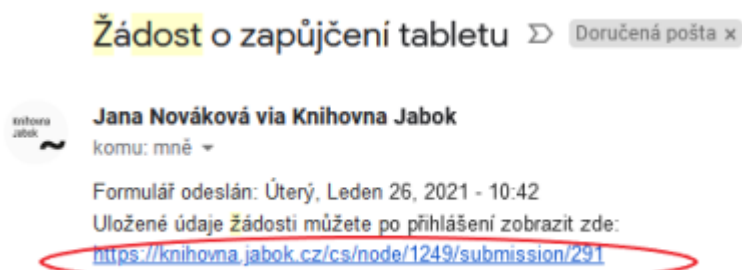 Žádost o zapůjčení tabletu Doručená pošta x
Knihovna
Jabok
Jana Nováková via Knihovna Jabok
komu: mně
Formulář odeslán: Úterý, Leden 26, 2021 - 10:42
Uložené údaje žádosti můžete po přihlášení zobrazit zde:
https://knihovna.jabok.cz/cs/node/1249/submission/291